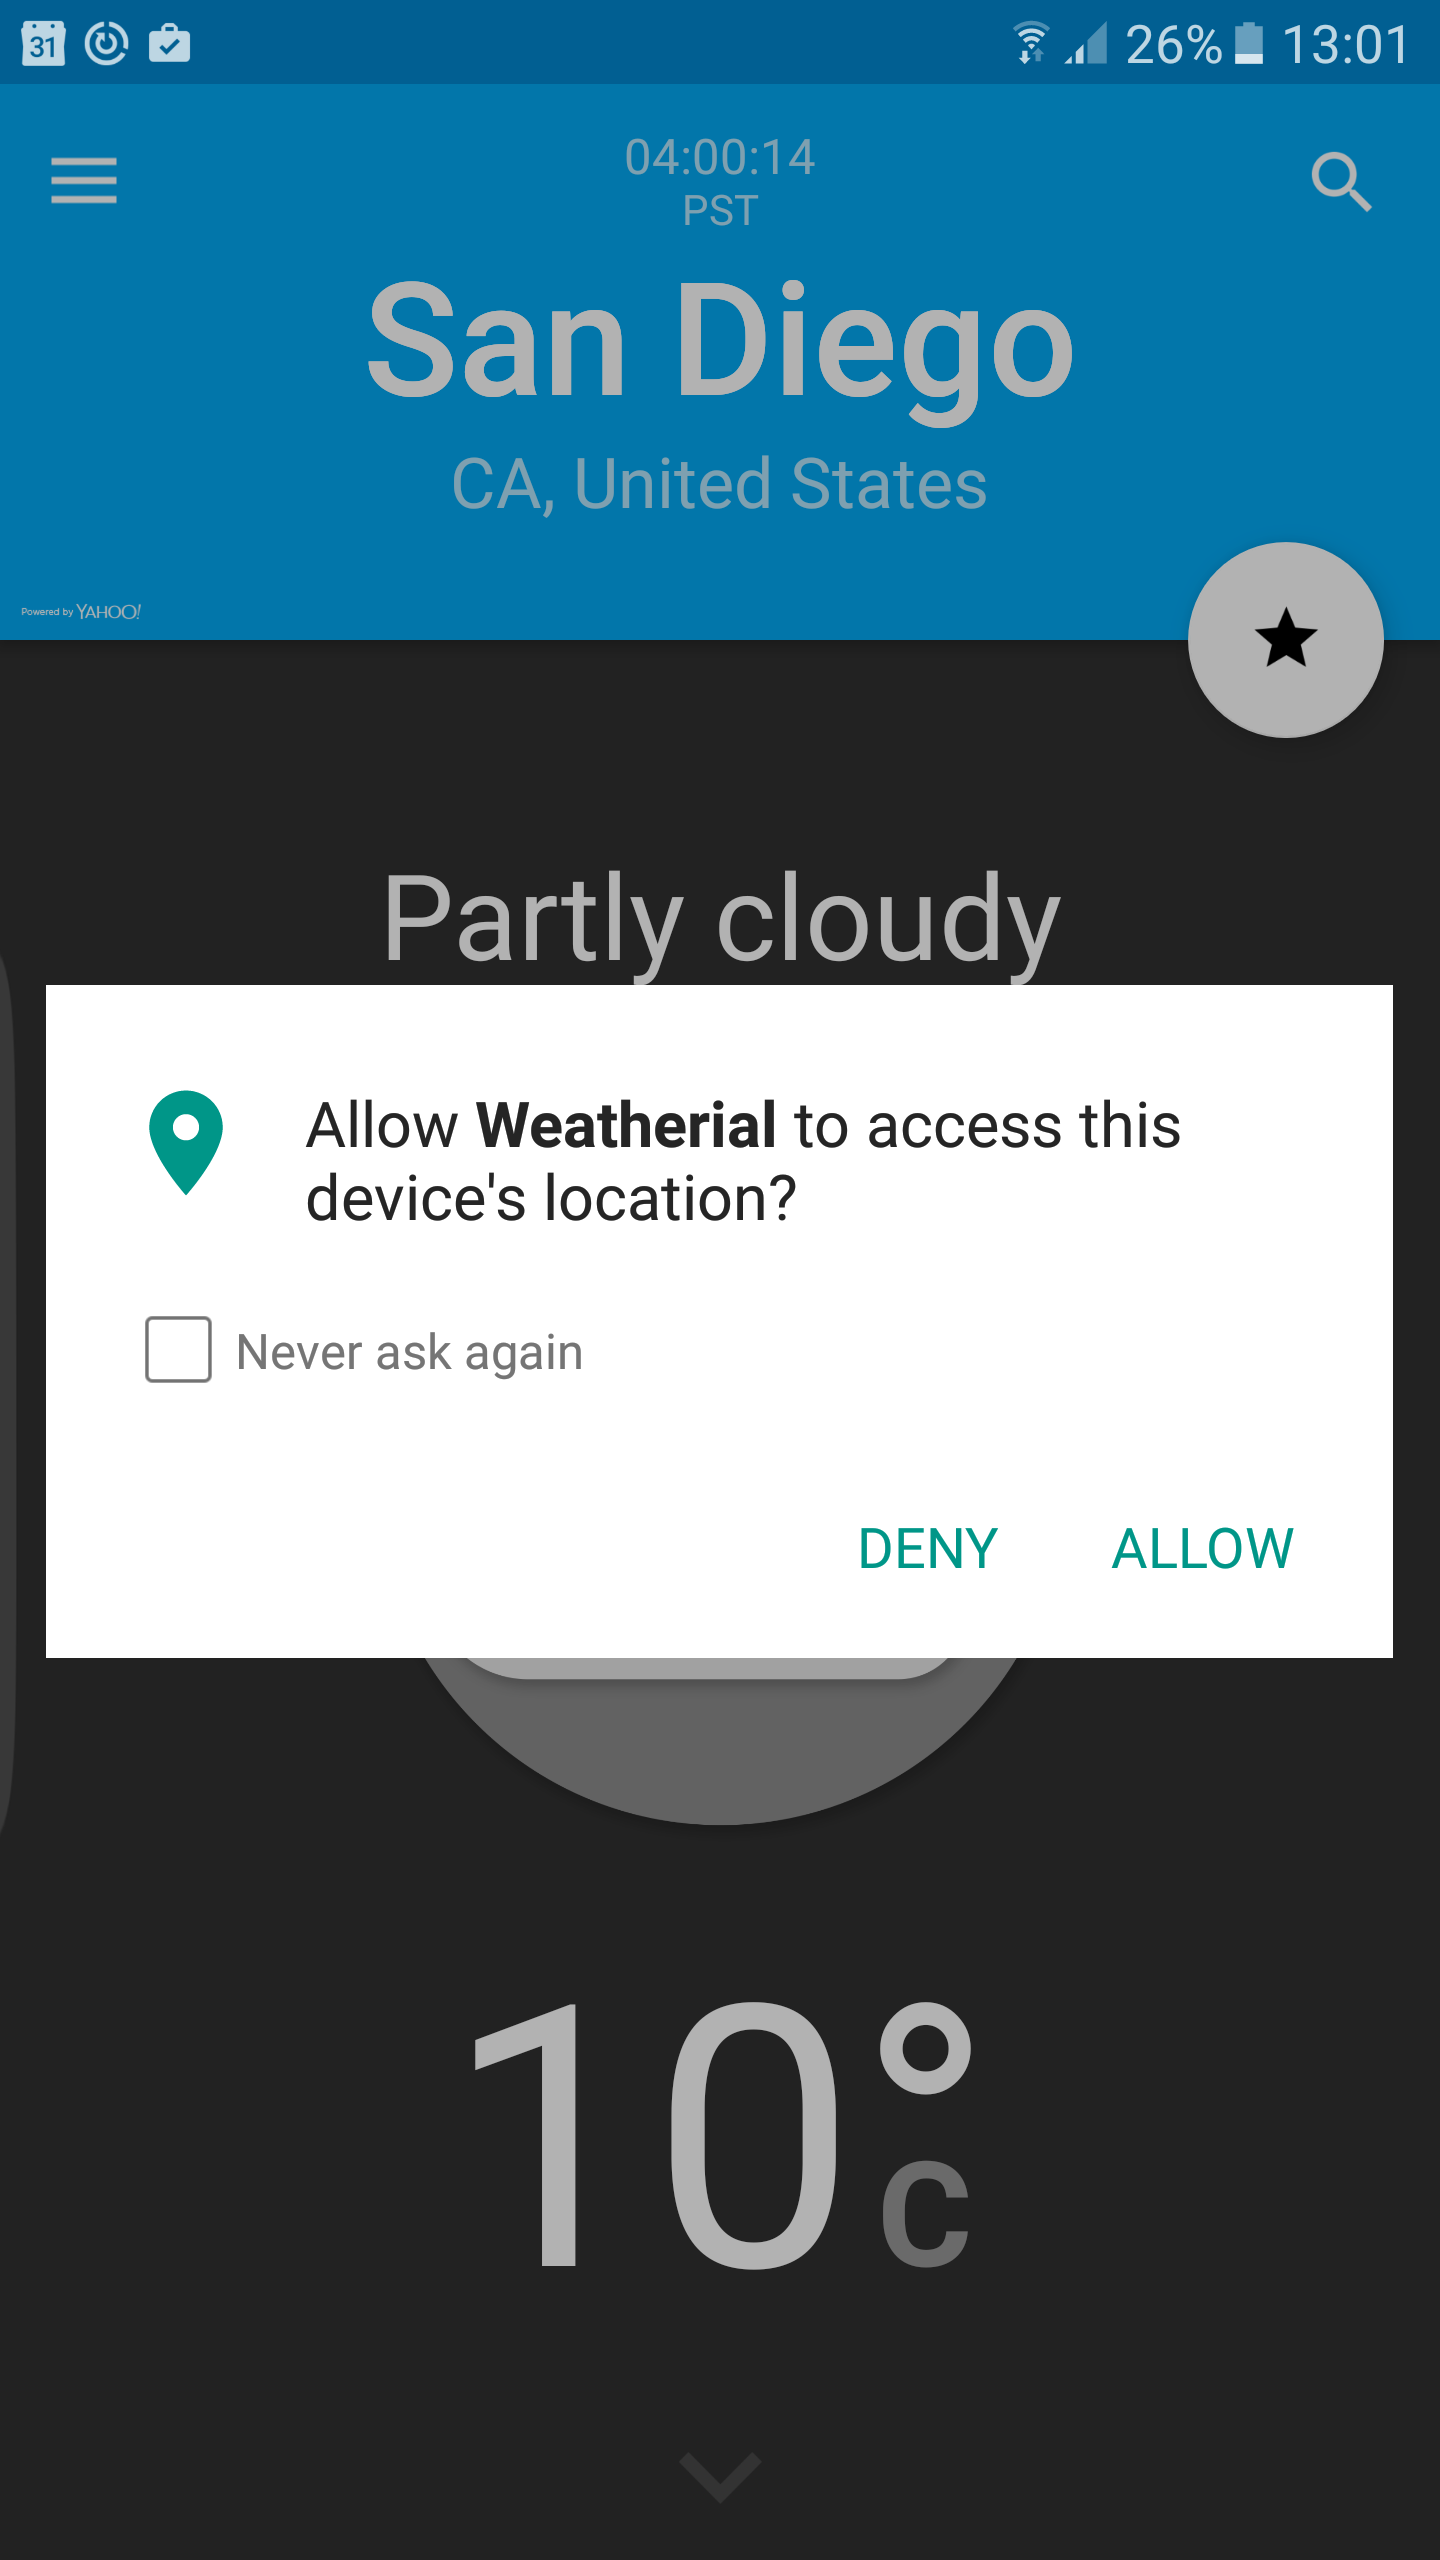 31
26% 13:01
04:00:14
PST
San Diego
CA, United States
Powered by YAHOO!
Partly cloudy
Allow Weatherial to access this
device's location?
Never ask again
DENY ALLOW
10°
C